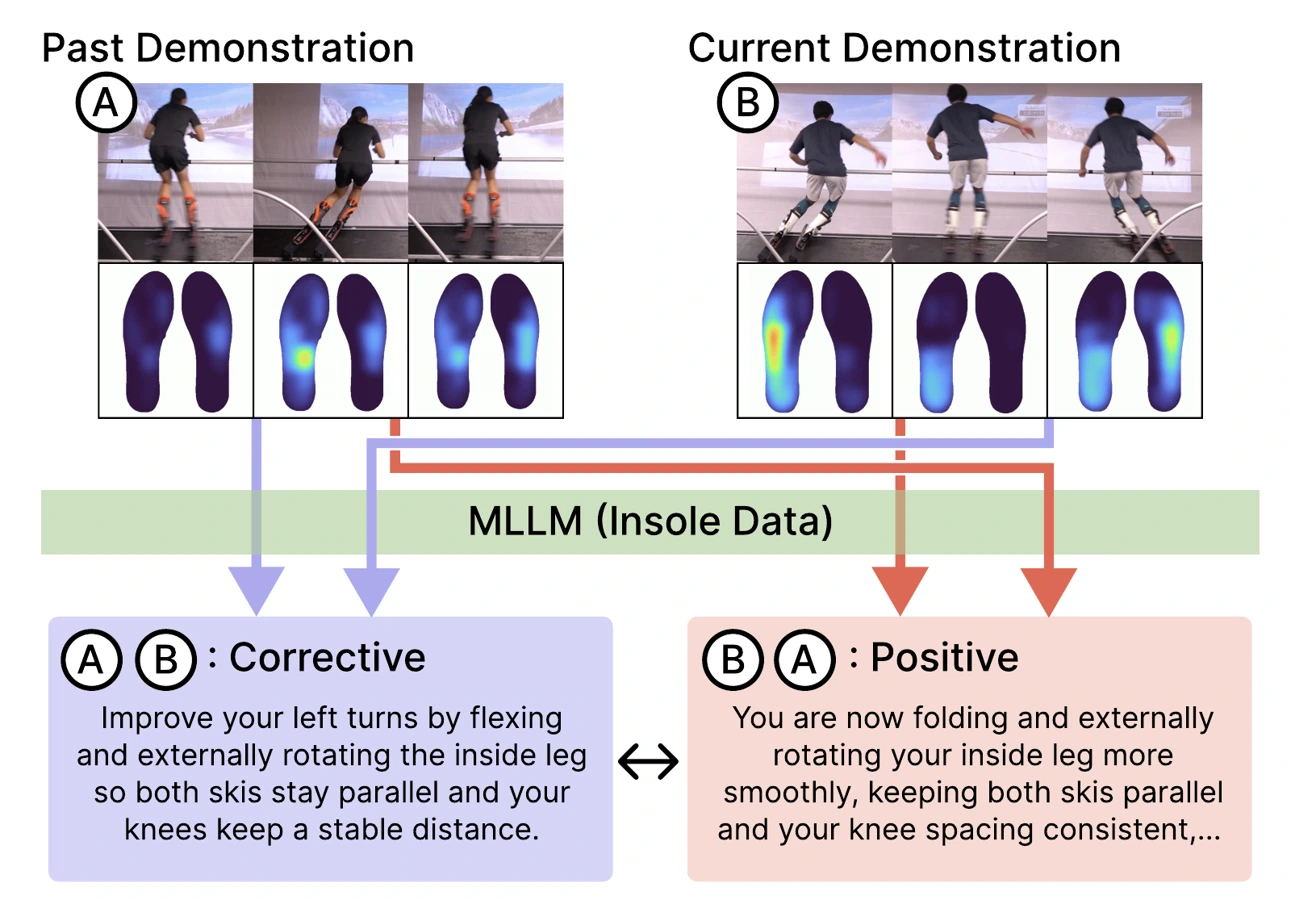 Past Demonstration
Current Demonstration
A
B
MLLM (Insole Data)
A B : Corrective
Improve your left turns by flexing
and externally rotating the inside leg
so both skis stay parallel and your
knees keep a stable distance.
B A : Positive
You are now folding and externally
rotating your inside leg more
smoothly, keeping both skis parallel
and your knee spacing consistent,...